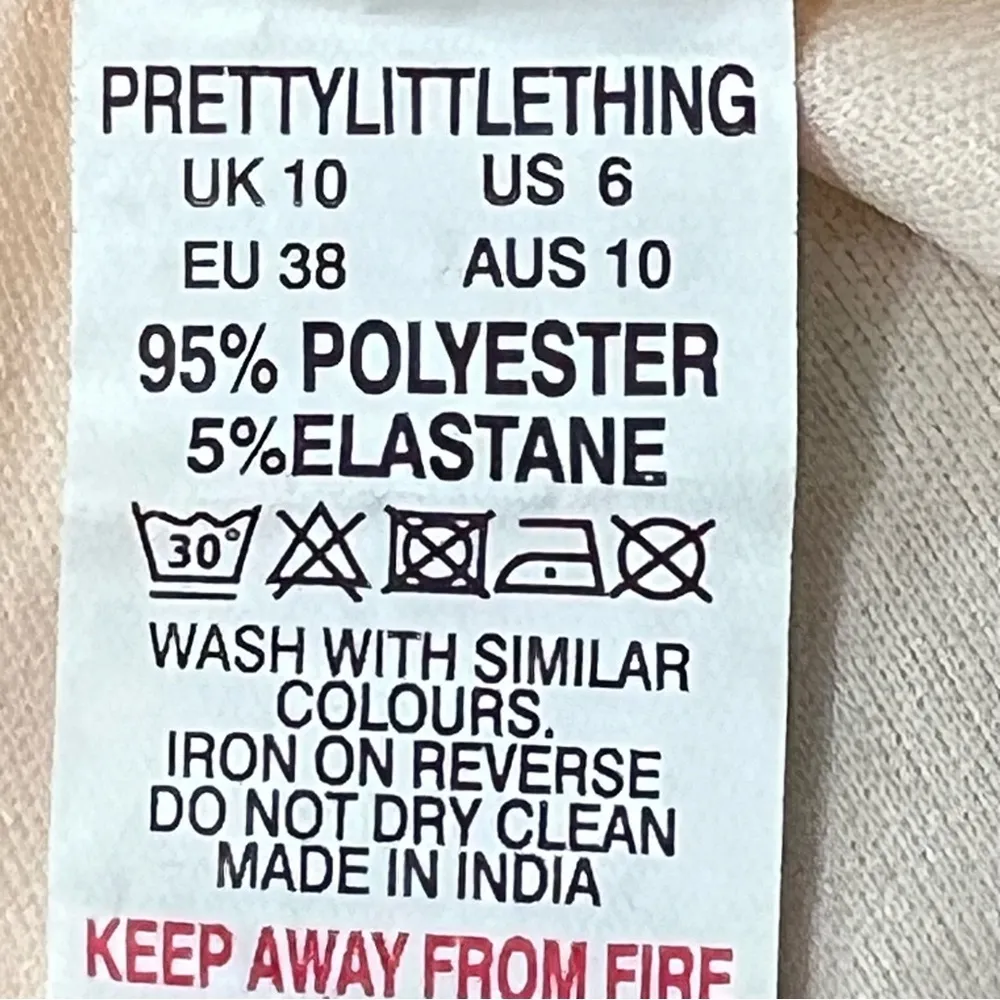 PRETTYLITTLETHING
UK 10 US 6
EU 38 AUS 10
95% POLYESTER
5%ELASTANE
30°
WASH WITH SIMILAR
COLOURS.
IRON ON REVERSE
DO NOT DRY CLEAN
MADE IN INDIA
KEEP AWAY FROM FIRE